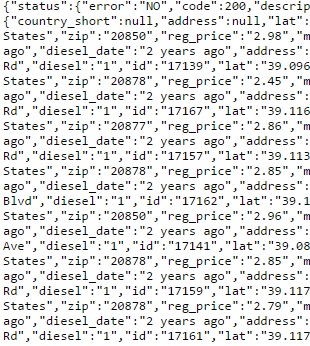 {"status":{"error":"NO","code":200,"descrip
{"country_short":null,"address":null,"lat":
States","zip":"20850","reg_price":"2.98","m
ago","diesel_date":"2 years ago","address":
Rd","diesel":"1","id":"17139","lat":"39.096
States","zip":"20878","reg_price":"2.45","m
ago","diesel_date":"2 years ago","address":
Rd","diesel":"1","id":"17167","lat":"39.116
States","zip":"20877","reg_price":"2.86","m
ago","diesel_date":"2 years ago","address":
Rd","diesel":"1","id":"17157","lat":"39.113
States","zip":"20878","reg_price":"2.85","m
ago","diesel_date":"2 years ago","address":
Blvd","diesel":"1","id":"17162","lat":"39.1
States","zip":"20850","reg_price":"2.96","m
ago","diesel_date":"2 years ago","address":
Ave","diesel":"1","id":"17141","lat":"39.08
States","zip":"20878","reg_price":"2.85","m
ago","diesel_date":"2 years ago","address":
Rd","diesel":"1","id":"17159","lat":"39.117
States","zip":"20878","reg_price":"2.79","m
ago","diesel_date":"2 years ago","address":
Rd","diesel":"1","id":"17161","lat":"39.117